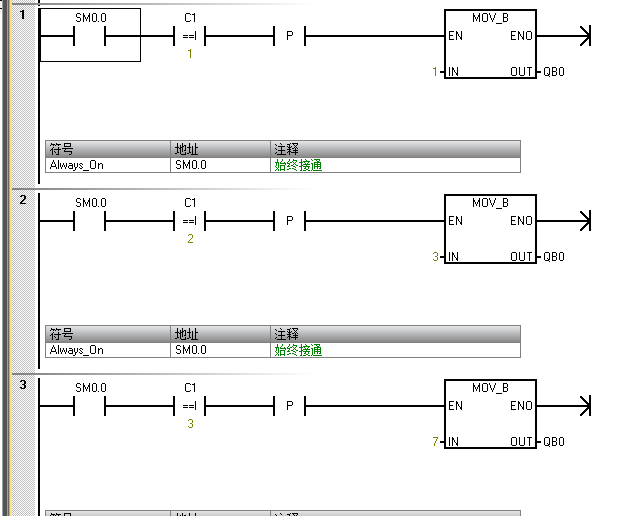 1
SM0.0 C1 MOV_B
==I P EN ENO
1 1 IN OUT QB0
符号 地址 注释
Always_On SM0.0 始终接通
2
SM0.0 C1 MOV_B
==I P EN ENO
2 3 IN OUT QB0
符号 地址 注释
Always_On SM0.0 始终接通
3
SM0.0 C1 MOV_B
==I P EN ENO
3 7 IN OUT QB0